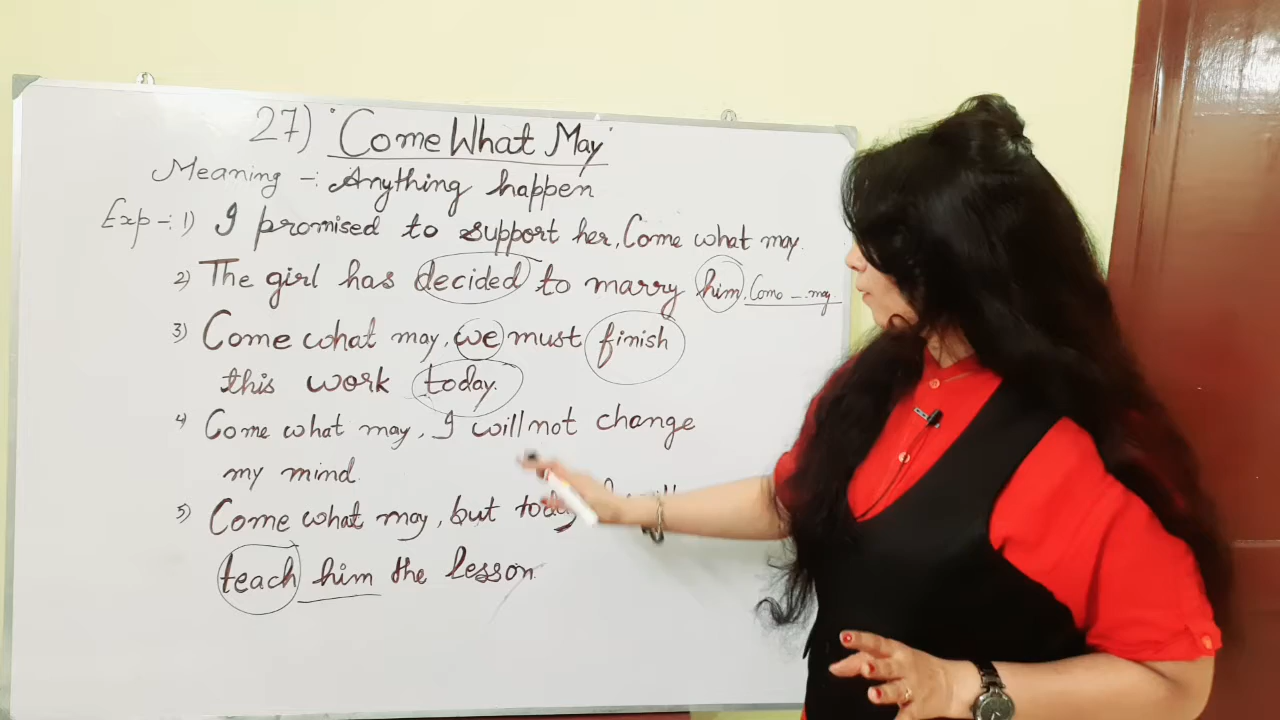 27) 'Come What May'
Meaning -: Anything happen
Exp -: 1) I promised to support her, Come what may.
2) The girl has decided to marry him, Come -- may.
3) Come what may, we must finish
this work today.
4) Come what may, I will not change
my mind.
5) Come what may, but today
teach him the lesson.